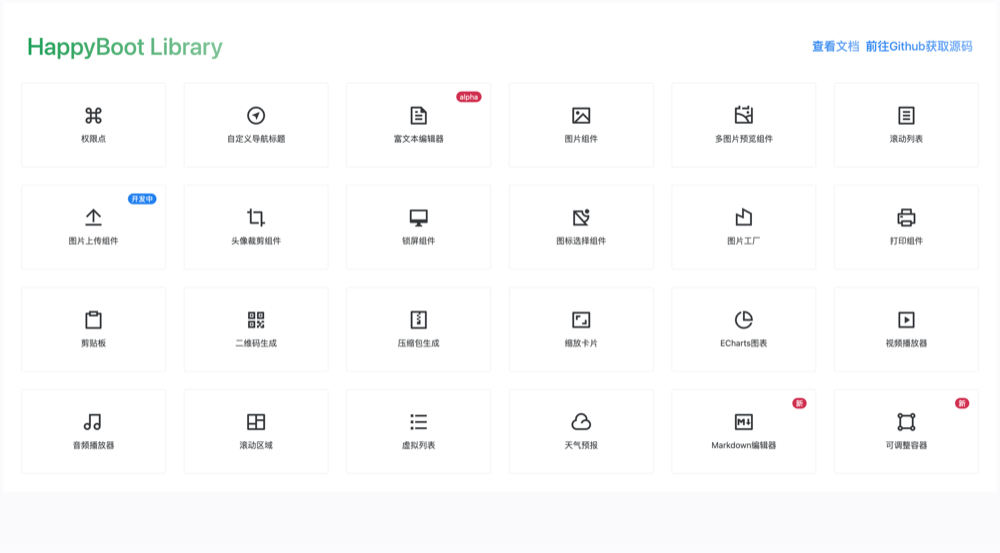 HappyBoot Library
查看文档 前往Github获取源码
权限点
自定义导航标题
alpha
富文本编辑器
图片组件
多图片预览组件
滚动列表
开发中
图片上传组件
头像裁剪组件
锁屏组件
图标选择组件
图片工厂
打印组件
剪贴板
二维码生成
压缩包生成
缩放卡片
ECharts图表
视频播放器
音频播放器
滚动区域
虚拟列表
天气预报
新
M
Markdown编辑器
新
可调整容器